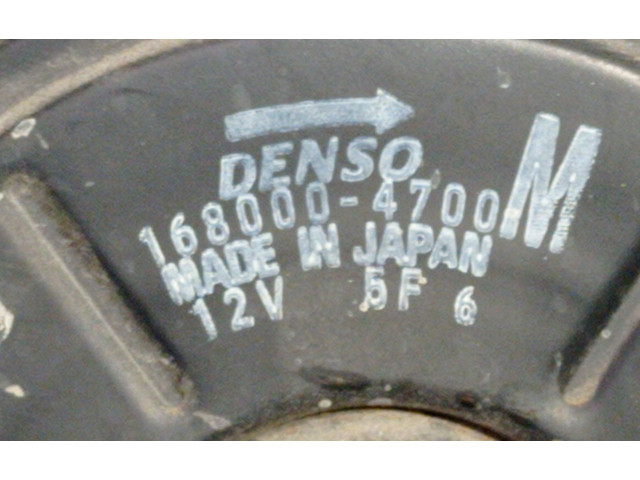 DENSO
168000-4700 M
MADE IN JAPAN
12V 5F 6